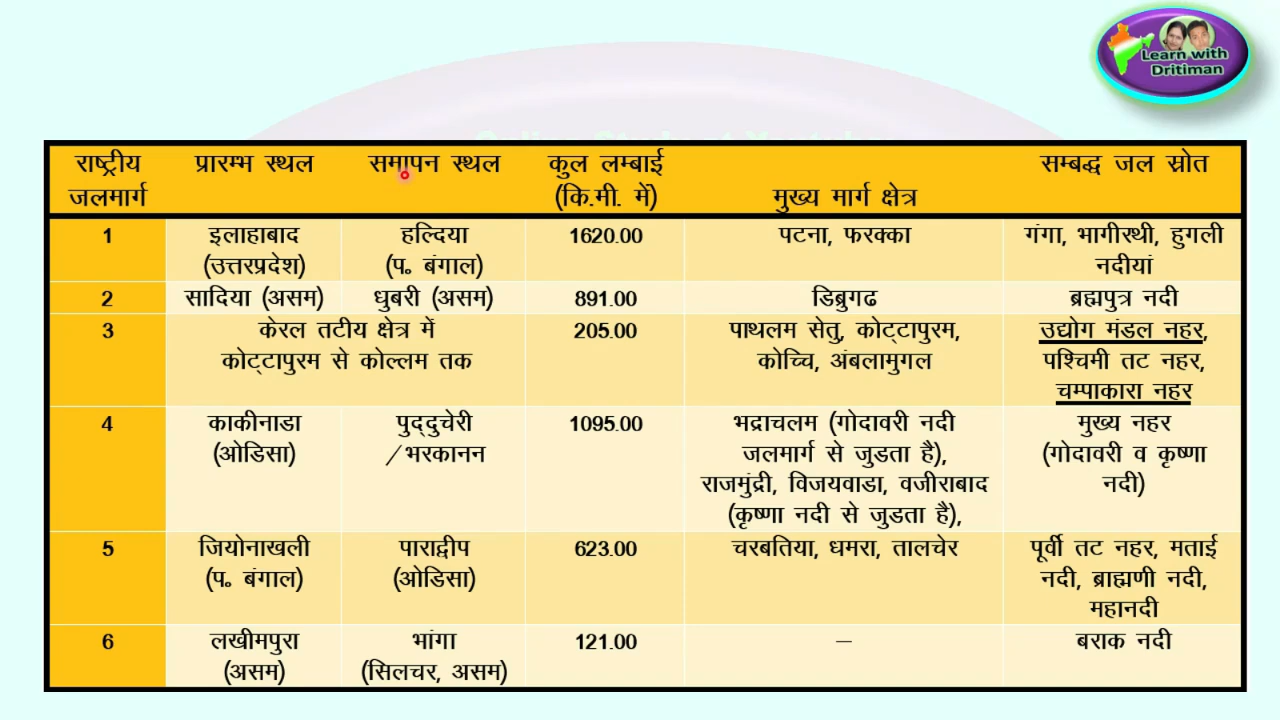 Learn with
Dritiman
राष्ट्रीय जलमार्ग | प्रारम्भ स्थल | समापन स्थल | कुल लम्बाई (कि.मी. में) | मुख्य मार्ग क्षेत्र | सम्बद्ध जल स्रोत
1 | इलाहाबाद (उत्तरप्रदेश) | हल्दिया (प. बंगाल) | 1620.00 | पटना, फरक्का | गंगा, भागीरथी, हुगली नदीयां
2 | सादिया (असम) | धुबरी (असम) | 891.00 | डिब्रुगढ | ब्रह्मपुत्र नदी
3 | केरल तटीय क्षेत्र में कोट्टापुरम से कोल्लम तक | 205.00 | पाथलम सेतु, कोट्टापुरम, कोच्चि, अंबलामुगल | उद्योग मंडल नहर, पश्चिमी तट नहर, चम्पाकारा नहर
4 | काकीनाडा (ओडिसा) | पुद्दुचेरी /भरकानन | 1095.00 | भद्राचलम (गोदावरी नदी जलमार्ग से जुडता है), राजमुंद्री, विजयवाडा, वजीराबाद (कृष्णा नदी से जुडता है), | मुख्य नहर (गोदावरी व कृष्णा नदी)
5 | जियोनाखली (प. बंगाल) | पाराद्वीप (ओडिसा) | 623.00 | चरबतिया, धमरा, तालचेर | पूर्वी तट नहर, मताई नदी, ब्राह्मणी नदी, महानदी
6 | लखीमपुरा (असम) | भांगा (सिलचर, असम) | 121.00 | – | बराक नदी